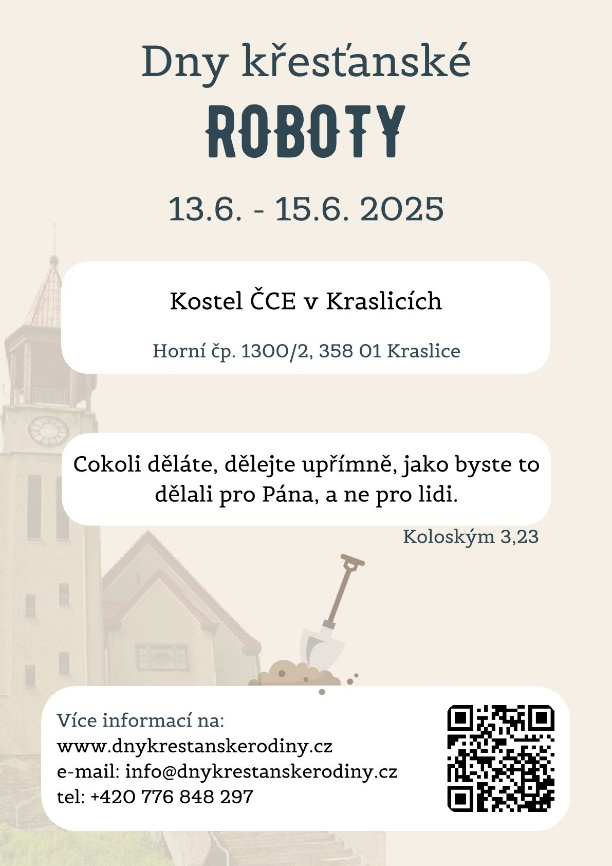 Dny křesťanské
ROBOTY
13.6. - 15.6. 2025
Kostel ČCE v Kraslicích
Horní čp. 1300/2, 358 01 Kraslice
Cokoli děláte, dělejte upřímně, jako byste to
dělali pro Pána, a ne pro lidi.
Koloským 3,23
Více informací na:
www.dnykrestanskerodiny.cz
e-mail: info@dnykrestanskerodiny.cz
tel: +420 776 848 297